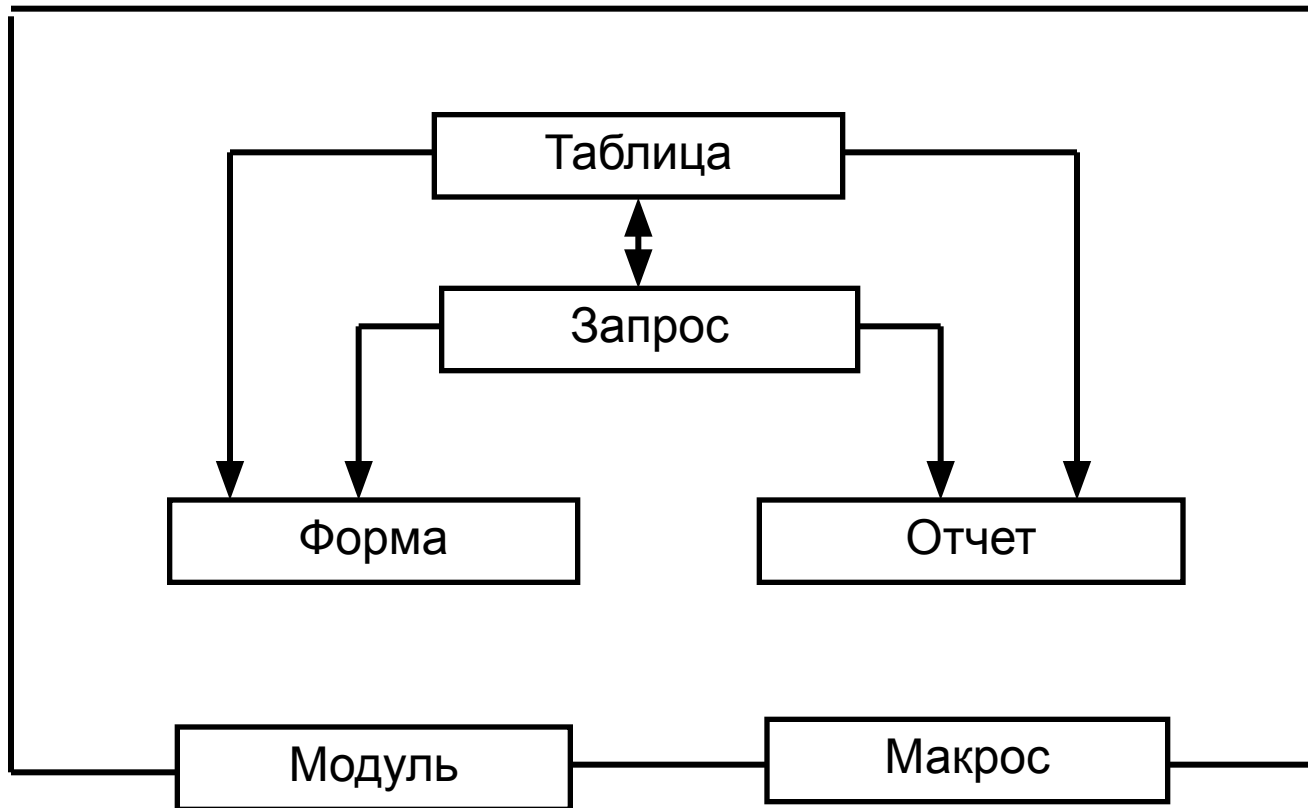 Таблица
Запрос
Форма
Отчет
Модуль
Макрос